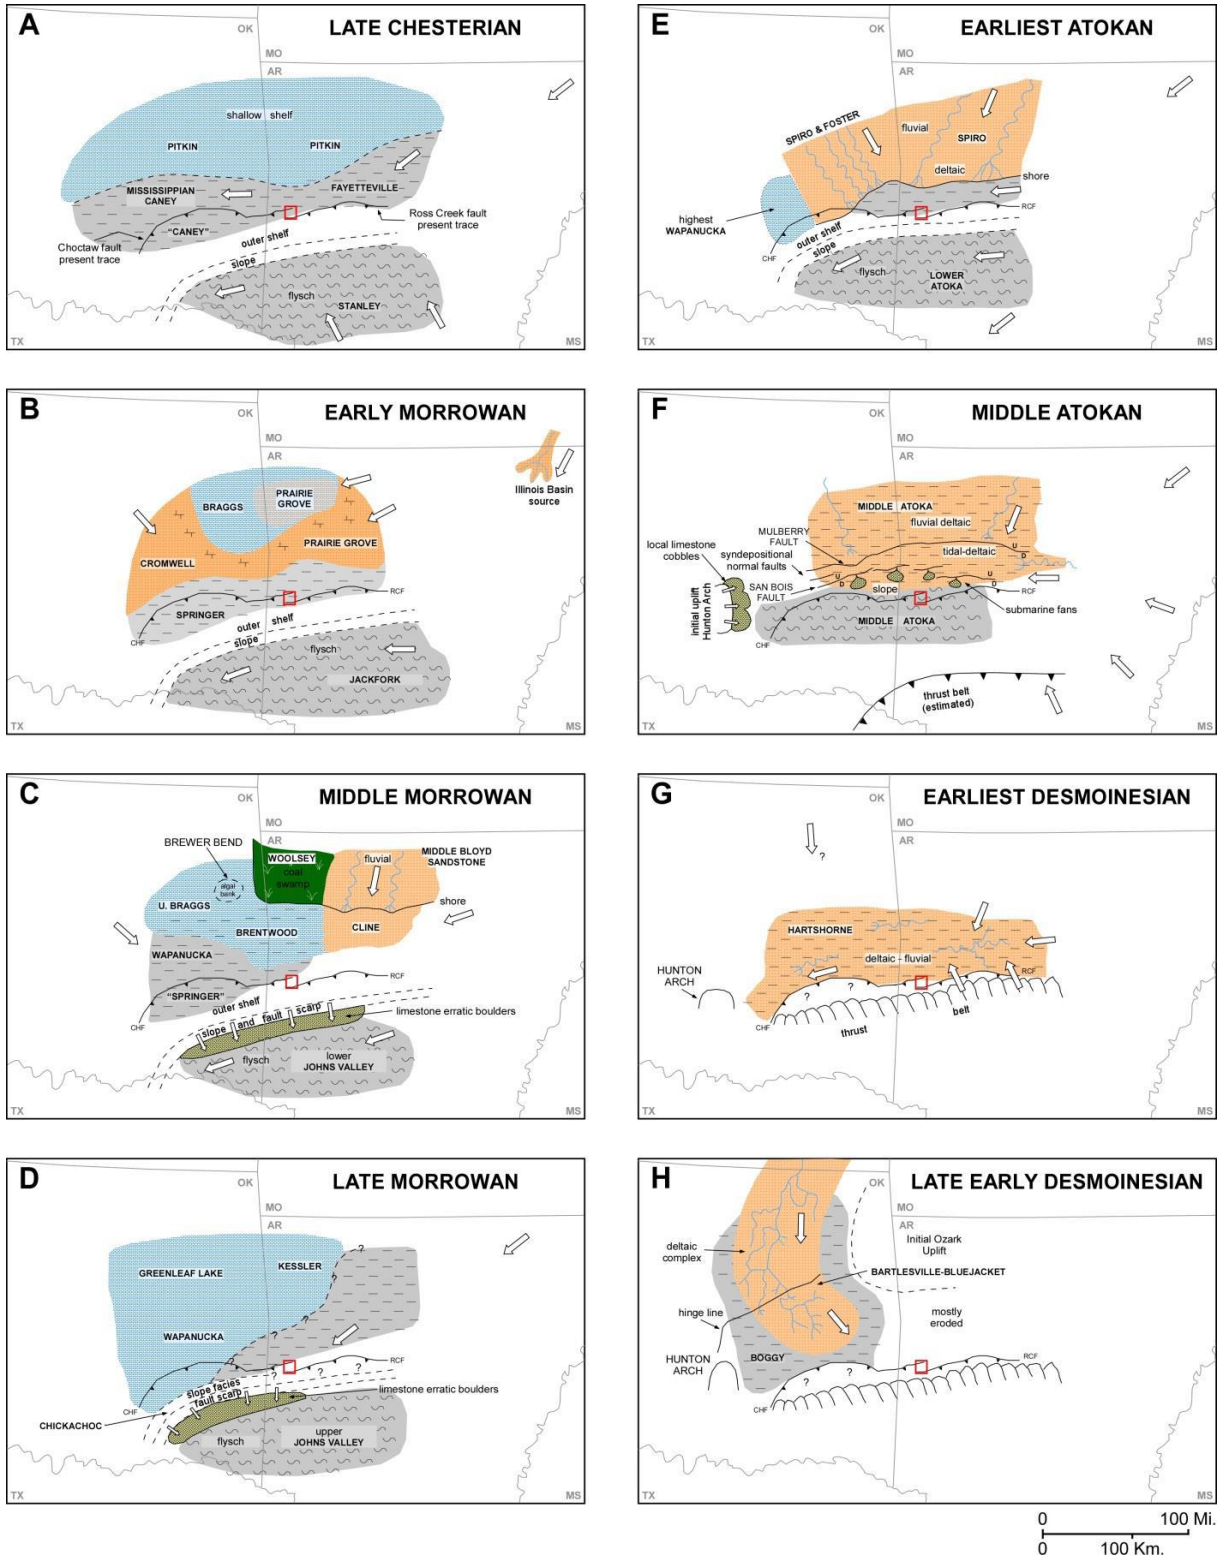 A
LATE CHESTERIAN
OK
MO
AR
shallow shelf
PITKIN
PITKIN
MISSISSIPPIAN
CANEY
FAYETTEVILLE
"CANEY"
Ross Creek fault
present trace
Choctaw fault
present trace
outer shelf
slope
flysch
STANLEY
TX
MS
B
EARLY MORROWAN
OK
MO
AR
PRAIRIE
GROVE
BRAGGS
Illinois Basin
source
PRAIRIE GROVE
CROMWELL
RCF
SPRINGER
outer shelf
CHF
slope
flysch
JACKFORK
TX
MS
C
MIDDLE MORROWAN
OK
MO
AR
BREWER BEND
WOOLSEY
coal
swamp
fluvial
MIDDLE BLOYD
SANDSTONE
algal
bank
U. BRAGGS
shore
BRENTWOOD
CLINE
WAPANUCKA
RCF
"SPRINGER"
outer shelf
CHF
slope and fault scarp
limestone erratic boulders
flysch
lower
JOHNS VALLEY
TX
MS
D
LATE MORROWAN
OK
MO
AR
?
GREENLEAF LAKE
KESSLER
?
?
WAPANUCKA
?
?
RCF
? ? ?
slope facies
fault scarp
limestone erratic boulders
CHF
CHICKACHOC
flysch
upper
JOHNS VALLEY
TX
MS
E
EARLIEST ATOKAN
OK
MO
AR
SPIRO & FOSTER
fluvial
SPIRO
deltaic
shore
highest
WAPANUCKA
RCF
outer shelf
slope
CHF
flysch
LOWER
ATOKA
TX
MS
F
MIDDLE ATOKAN
OK
MO
AR
MIDDLE ATOKA
fluvial deltaic
MULBERRY
FAULT
tidal-deltaic
local limestone
cobbles
syndepositional
normal faults
U
D
U
D
U
D
SAN BOIS
FAULT
slope
submarine fans
initial uplift
Hunton Arch
RCF
MIDDLE ATOKA
CHF
thrust belt
(estimated)
TX
MS
G
EARLIEST DESMOINESIAN
OK
MO
AR
?
HARTSHORNE
deltaic - fluvial
RCF
HUNTON
ARCH
? ?
CHF
thrust
belt
TX
MS
H
LATE EARLY DESMOINESIAN
OK
MO
AR
Initial Ozark
Uplift
deltaic
complex
BARTLESVILLE-BLUEJACKET
hinge line
mostly
eroded
BOGGY
HUNTON
ARCH
RCF
? ?
CHF
TX
MS
0 100 Mi.
0 100 Km.